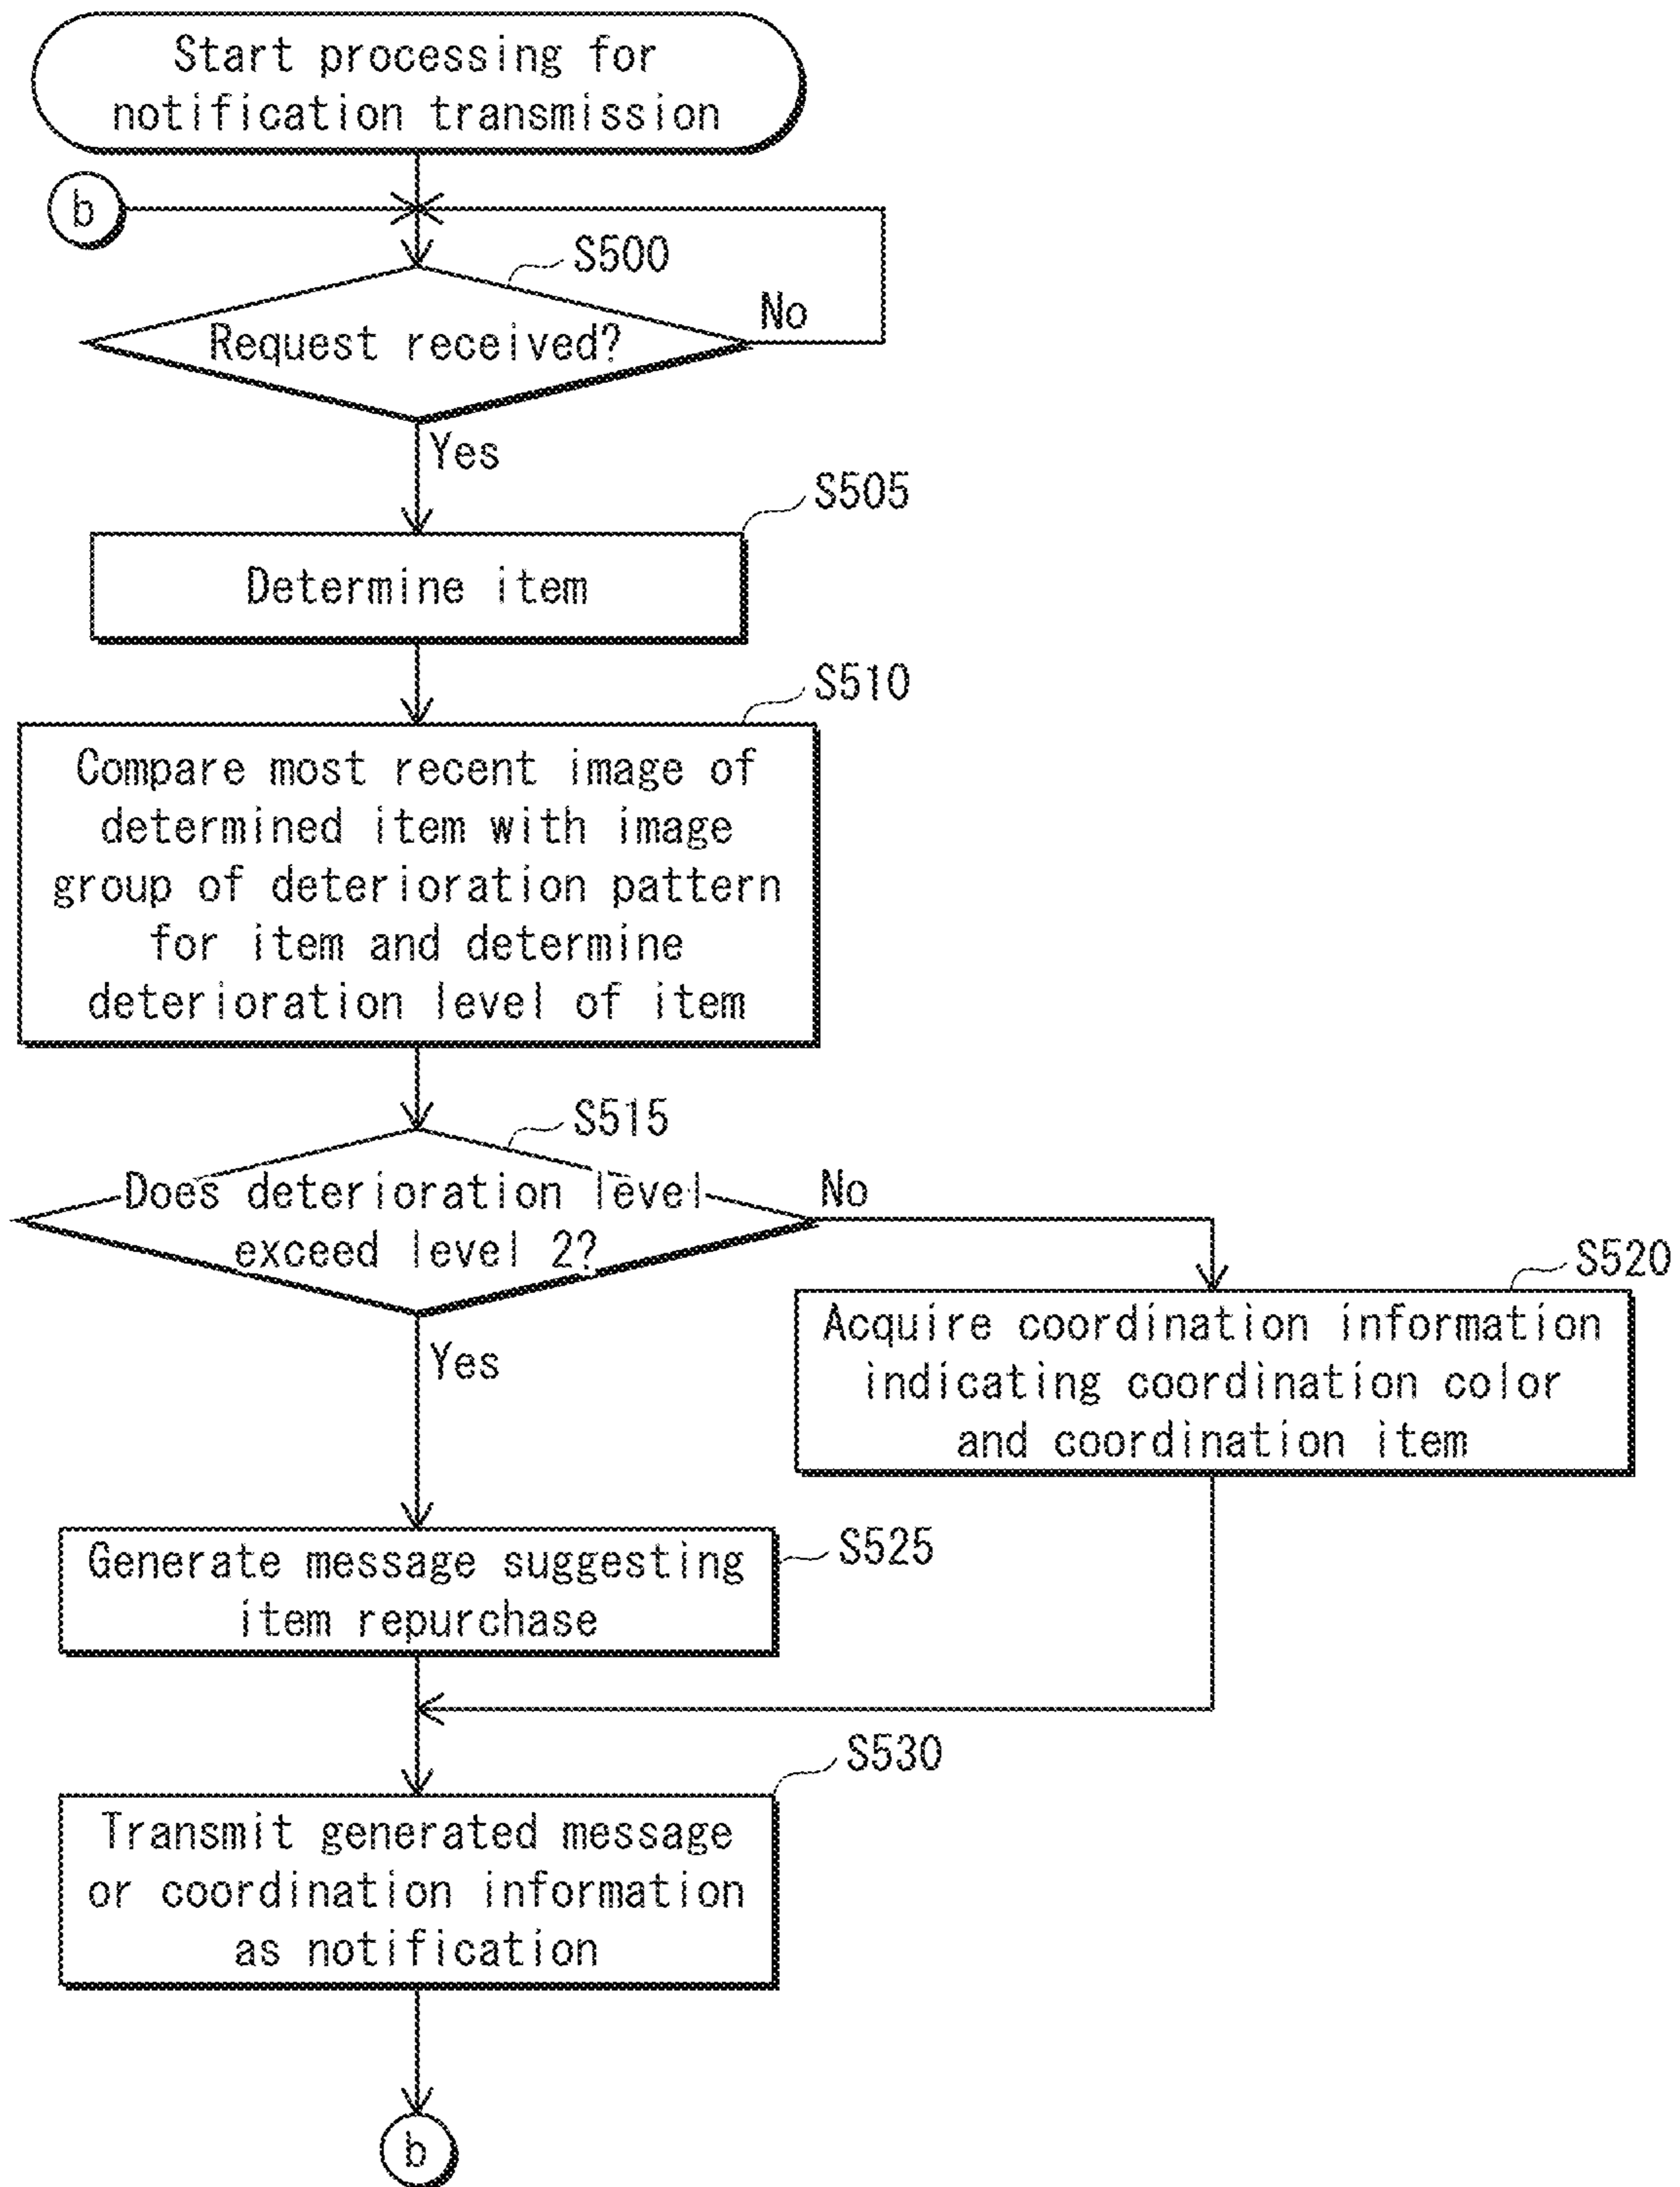 Start processing for
notification transmission
b
S500
Request received?
No
Yes
S505
Determine item
S510
Compare most recent image of
determined item with image
group of deterioration pattern
for item and determine
deterioration level of item
S515
Does deterioration level
exceed level 2?
No
Yes
S520
Acquire coordination information
indicating coordination color
and coordination item
S525
Generate message suggesting
item repurchase
S530
Transmit generated message
or coordination information
as notification
b